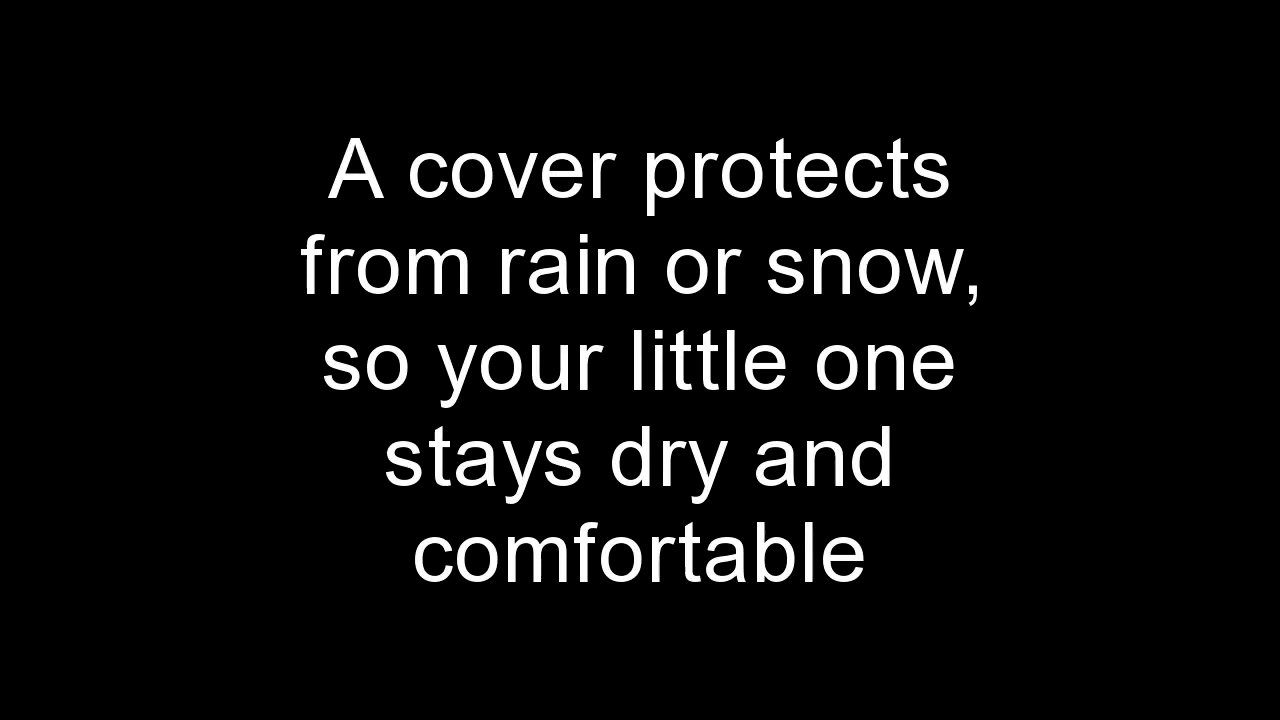 A cover protects
from rain or snow,
so your little one
stays dry and
comfortable